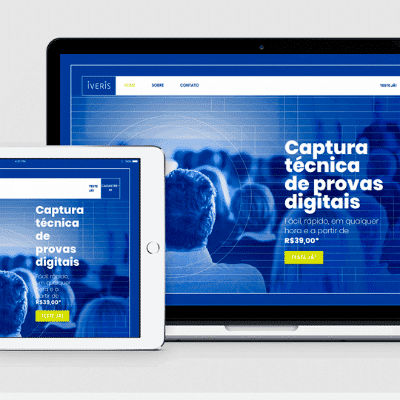 iVERiS
HOME SOBRE CONTATO TESTE JÁ!
Captura
técnica
de provas
digitais
Fácil, rápido, em qualquer
hora e a partir de
R$39,00*
TESTE JÁ!
TESTE
JÁ!
CADASTRE-
SE
Captura
técnica
de
provas
digitais
Fácil, rápido,
em qualquer
hora e a
partir de
R$39,00*
TESTE JÁ!